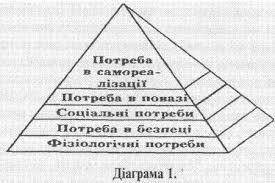 Потреба
в самореа-
лізації
Потреба в повазі
Соціальні потреби
Потреба в безпеці
Фізіологічні потреби
Діаграма 1.